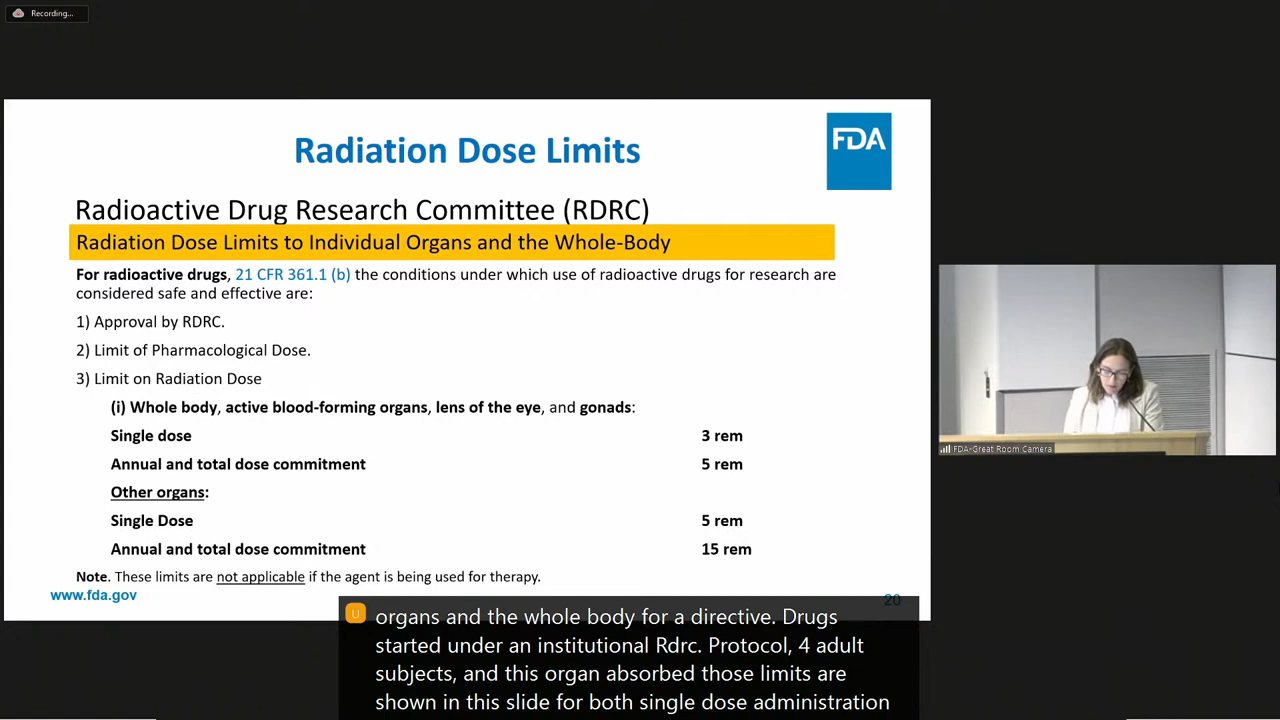 Recording...
Radiation Dose Limits
FDA
Radioactive Drug Research Committee (RDRC)
Radiation Dose Limits to Individual Organs and the Whole-Body
For radioactive drugs, 21 CFR 361.1 (b) the conditions under which use of radioactive drugs for research are
considered safe and effective are:
1) Approval by RDRC.
2) Limit of Pharmacological Dose.
3) Limit on Radiation Dose
(i) Whole body, active blood-forming organs, lens of the eye, and gonads:
Single dose 3 rem
Annual and total dose commitment 5 rem
Other organs:
Single Dose 5 rem
Annual and total dose commitment 15 rem
Note. These limits are not applicable if the agent is being used for therapy.
www.fda.gov
20
FDA-Great Room Camera
U
organs and the whole body for a directive. Drugs
started under an institutional Rdrc. Protocol, 4 adult
subjects, and this organ absorbed those limits are
shown in this slide for both single dose administration